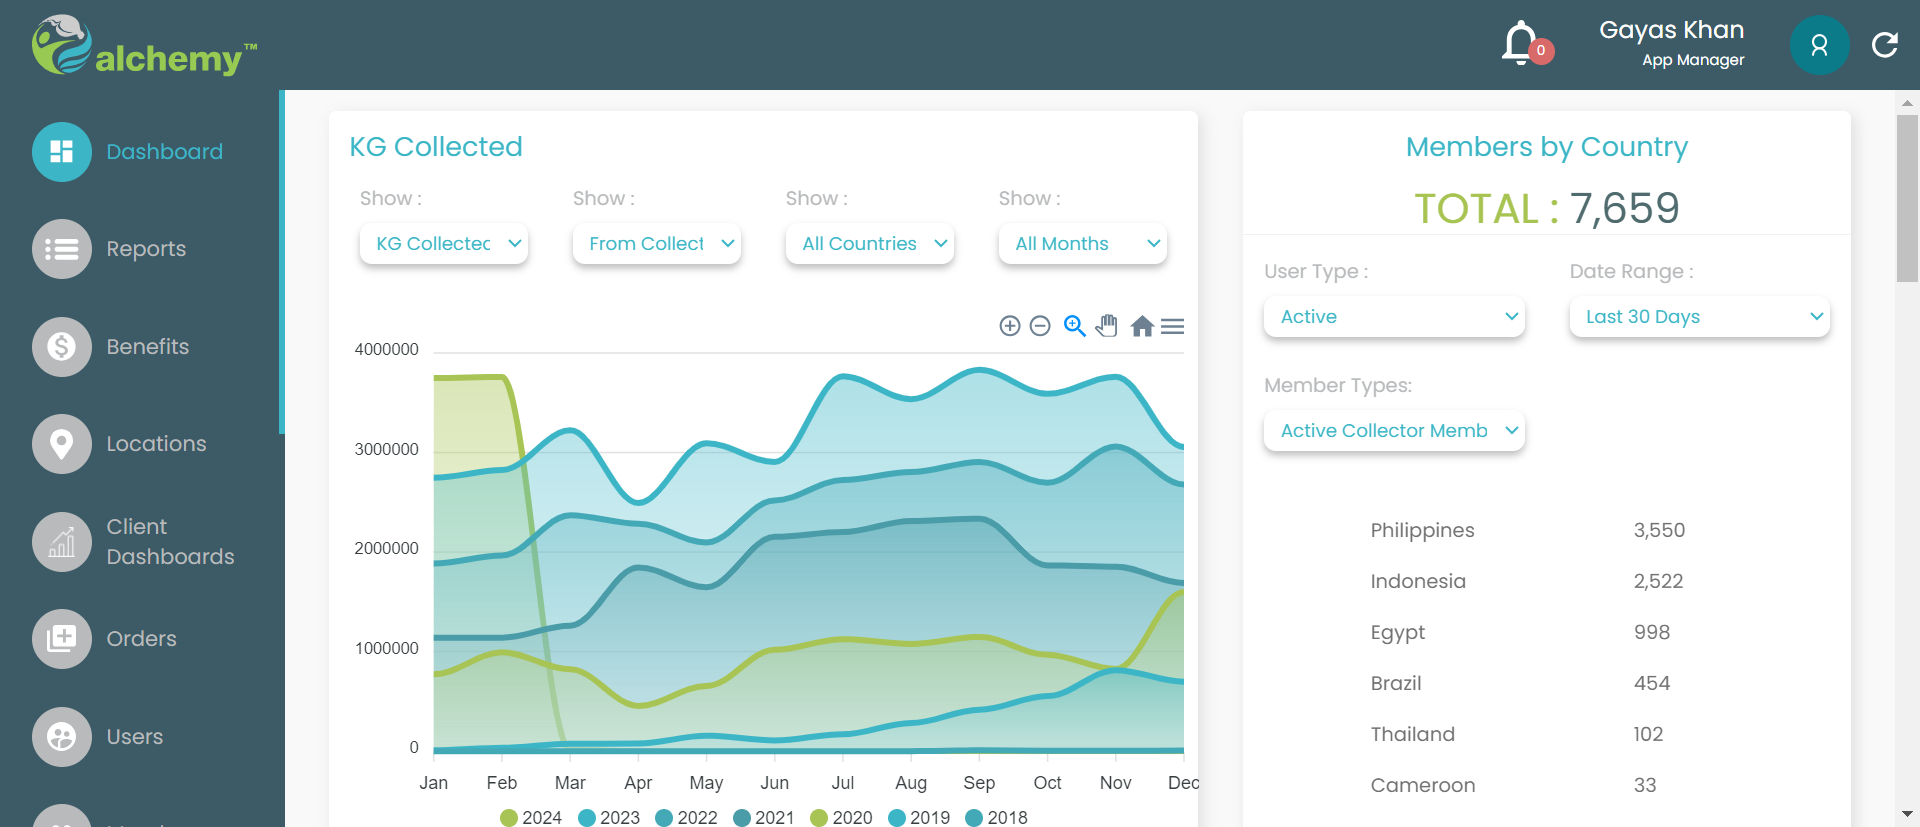 alchemy™
0
Gayas Khan
App Manager
Dashboard
Reports
Benefits
Locations
Client
Dashboards
Orders
Users
KG Collected
Show :
Show :
Show :
Show :
KG Collected
From Collect
All Countries
All Months
4000000
3000000
2000000
1000000
0
Jan Feb Mar Apr May Jun Jul Aug Sep Oct Nov Dec
2024 2023 2022 2021 2020 2019 2018
Members by Country
TOTAL : 7,659
User Type :
Date Range :
Active
Last 30 Days
Member Types:
Active Collector Memb
Philippines 3,550
Indonesia 2,522
Egypt 998
Brazil 454
Thailand 102
Cameroon 33